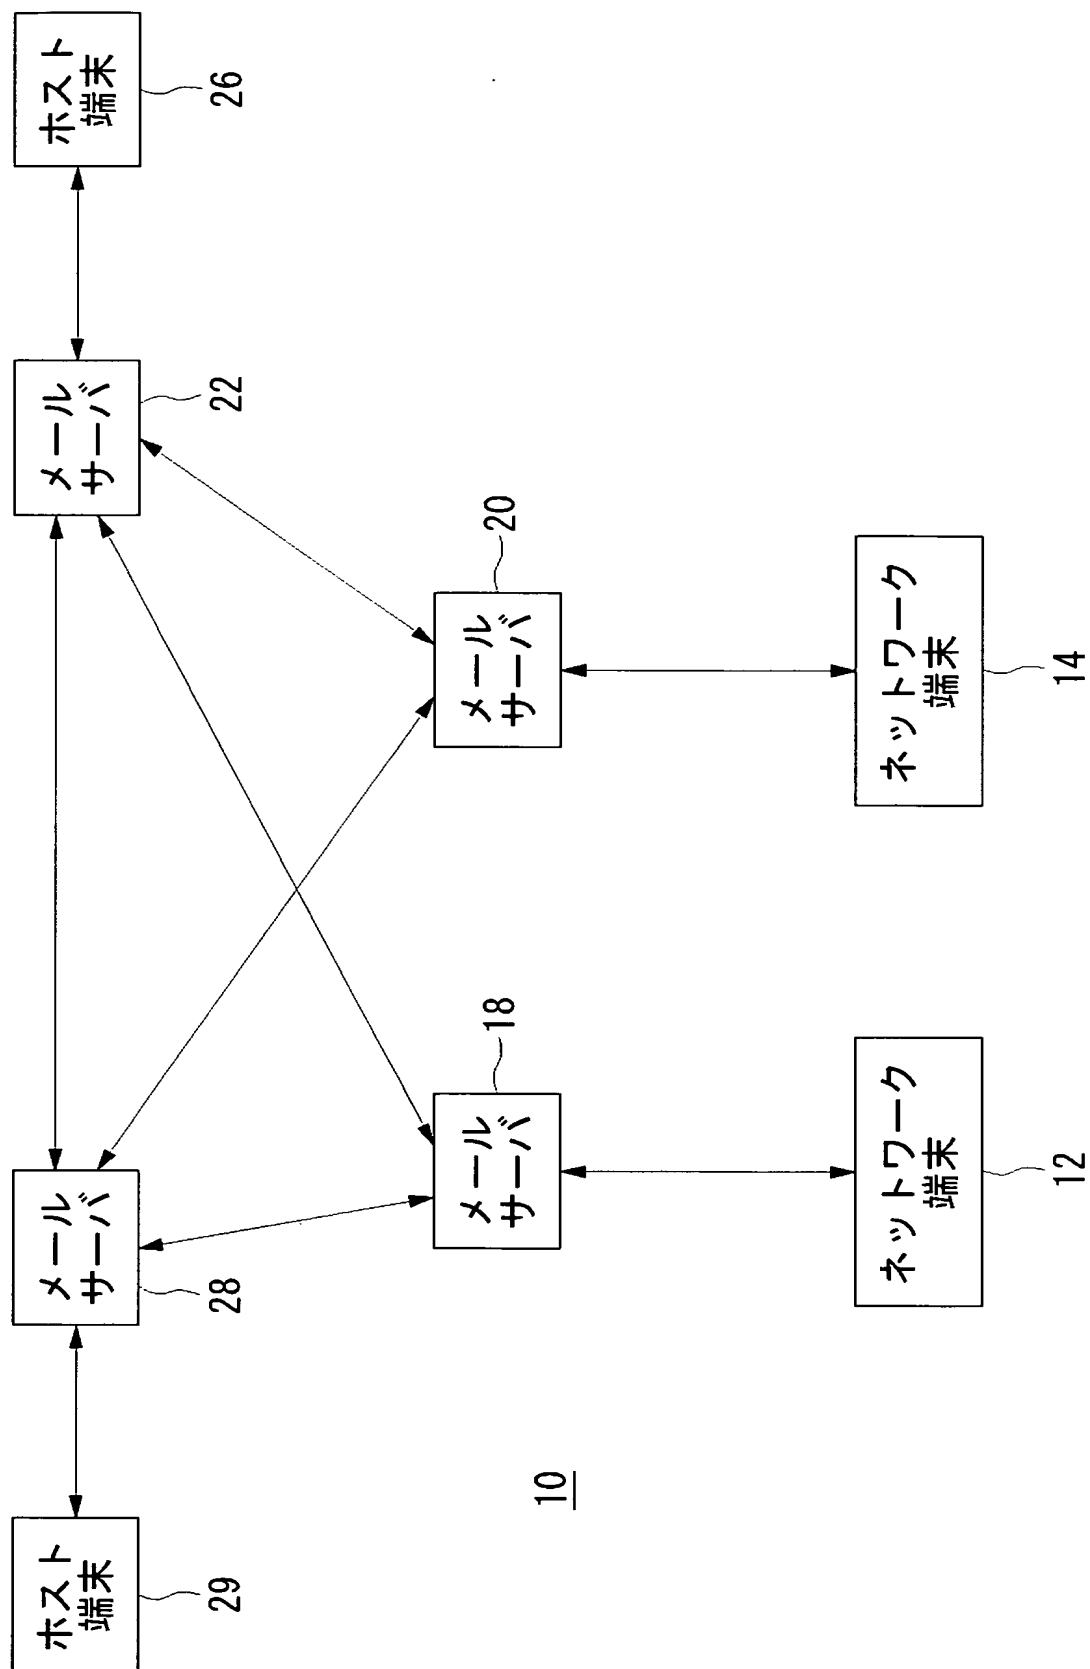 ホスト
端末
29
メール
サーバ
28
メール
サーバ
22
ホスト
端末
26
メール
サーバ
18
メール
サーバ
20
10
ネットワーク
端末
12
ネットワーク
端末
14